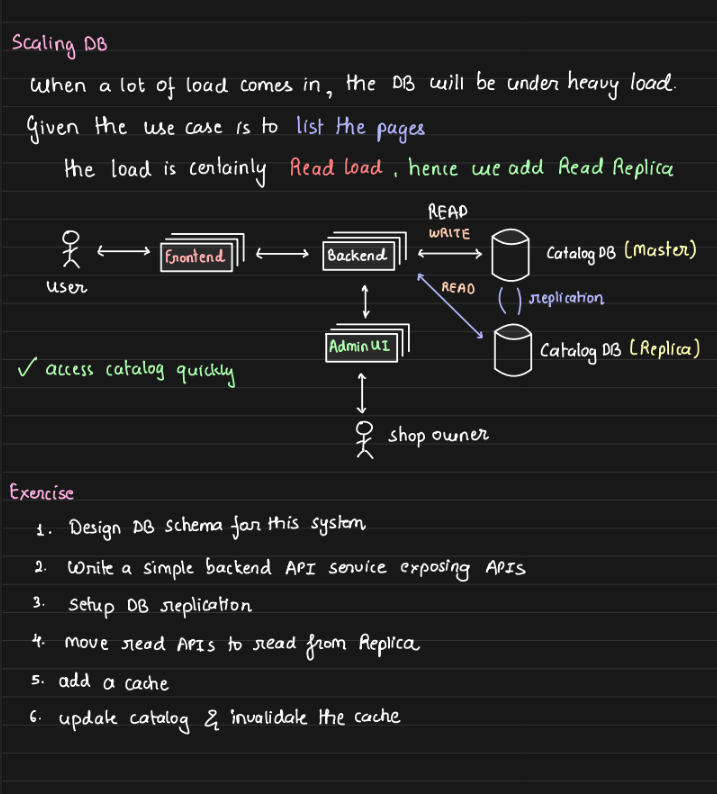 Scaling DB
When a lot of load comes in, the DB will be under heavy load.
Given the use case is to list the pages
the load is certainly Read load, hence we add Read Replica
READ
WRITE
User
Frontend
Backend
Catalog DB (Master)
READ
replication
Admin UI
Catalog DB (Replica)
✓ access catalog quickly
shop owner
Exercise
1. Design DB schema for this system
2. Write a simple backend API service exposing APIs
3. Setup DB replication
4. move read APIs to read from Replica
5. add a cache
6. update catalog & invalidate the cache